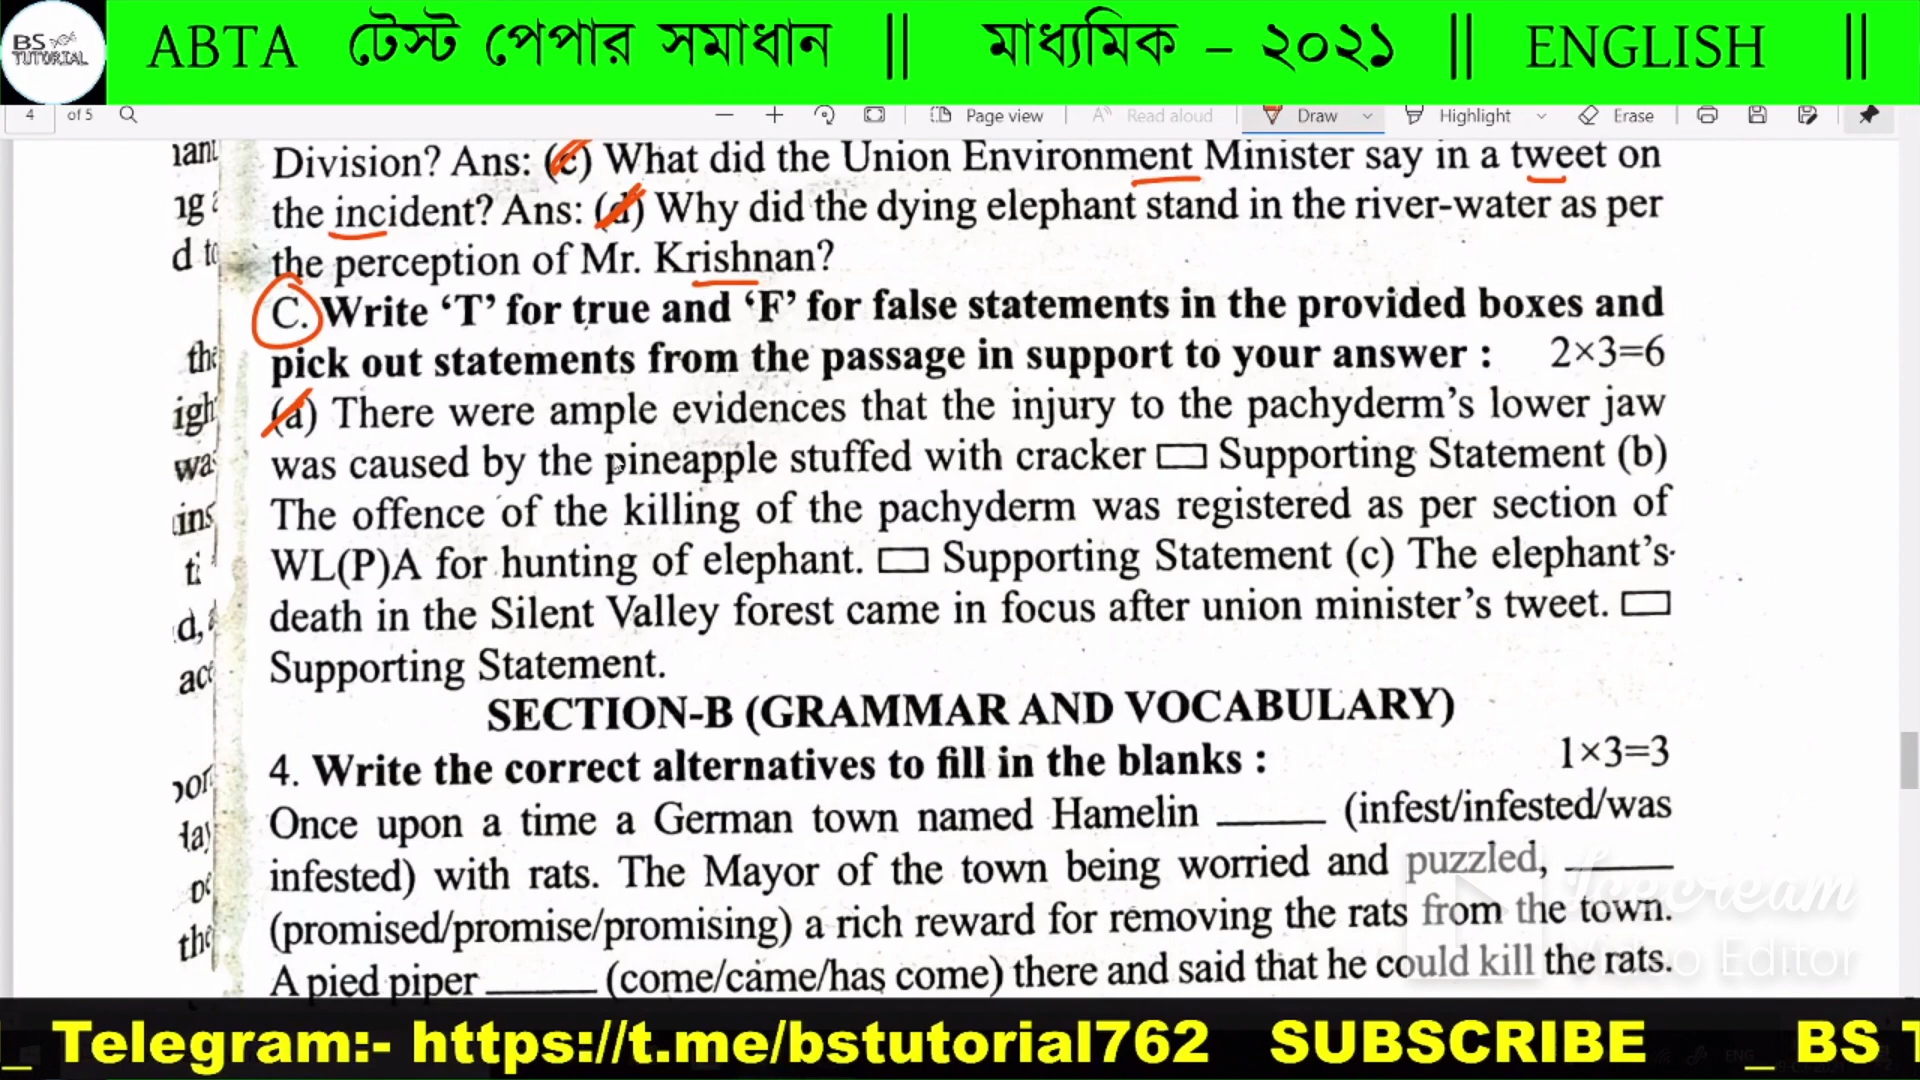 BS
TUTORIAL
ABTA টেস্ট পেপার সমাধান || মাধ্যমিক – ২০২১ || ENGLISH ||
4 of 5 Page view Read aloud Draw Highlight Erase
Division? Ans: (c) What did the Union Environment Minister say in a tweet on
the incident? Ans: (d) Why did the dying elephant stand in the river-water as per
d to the perception of Mr. Krishnan?
C. Write ‘T’ for true and ‘F’ for false statements in the provided boxes and
pick out statements from the passage in support to your answer : 2×3=6
(a) There were ample evidences that the injury to the pachyderm’s lower jaw
was caused by the pineapple stuffed with cracker Supporting Statement (b)
The offence of the killing of the pachyderm was registered as per section of
WL(P)A for hunting of elephant. Supporting Statement (c) The elephant’s
death in the Silent Valley forest came in focus after union minister’s tweet.
Supporting Statement.
SECTION-B (GRAMMAR AND VOCABULARY)
4. Write the correct alternatives to fill in the blanks : 1×3=3
Once upon a time a German town named Hamelin _____ (infest/infested/was
infested) with rats. The Mayor of the town being worried and puzzled, _____
(promised/promise/promising) a rich reward for removing the rats from the town.
A pied piper _____ (come/came/has come) there and said that he could kill the rats.
Icecream
Video Editor
_ Telegram:- https://t.me/bstutorial762 SUBSCRIBE _ BS T